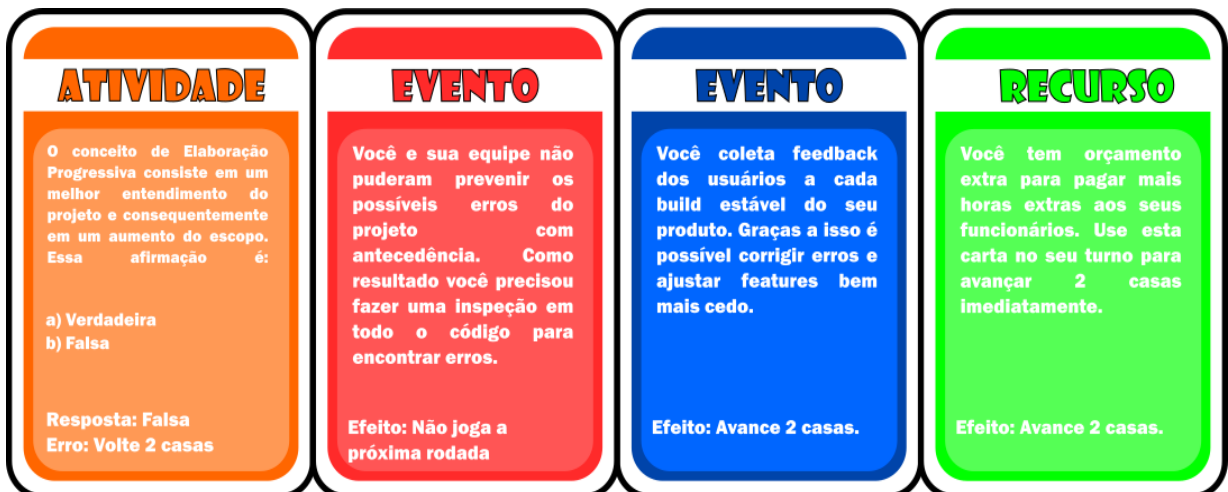 ATIVIDADE
O conceito de Elaboração
Progressiva consiste em um
melhor entendimento do
projeto e consequentemente
em um aumento do escopo.
Essa afirmação é:
a) Verdadeira
b) Falsa
Resposta: Falsa
Erro: Volte 2 casas
EVENTO
Você e sua equipe não
puderam prevenir os
possíveis erros do
projeto com
antecedência. Como
resultado você precisou
fazer uma inspeção em
todo o código para
encontrar erros.
Efeito: Não joga a
próxima rodada
EVENTO
Você coleta feedback
dos usuários a cada
build estável do seu
produto. Graças a isso é
possível corrigir erros e
ajustar features bem
mais cedo.
Efeito: Avance 2 casas.
RECURSO
Você tem orçamento
extra para pagar mais
horas extras aos seus
funcionários. Use esta
carta no seu turno para
avançar 2 casas
imediatamente.
Efeito: Avance 2 casas.